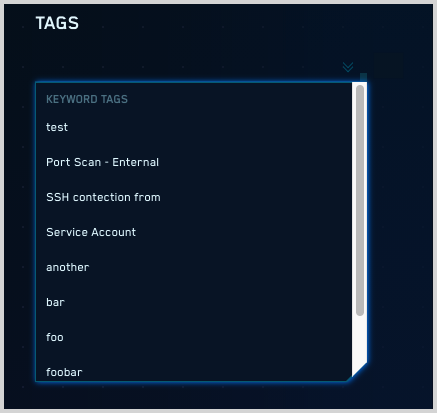 TAGS
KEYWORD TAGS
test
Port Scan - Enternal
SSH contection from
Service Account
another
bar
foo
foobar